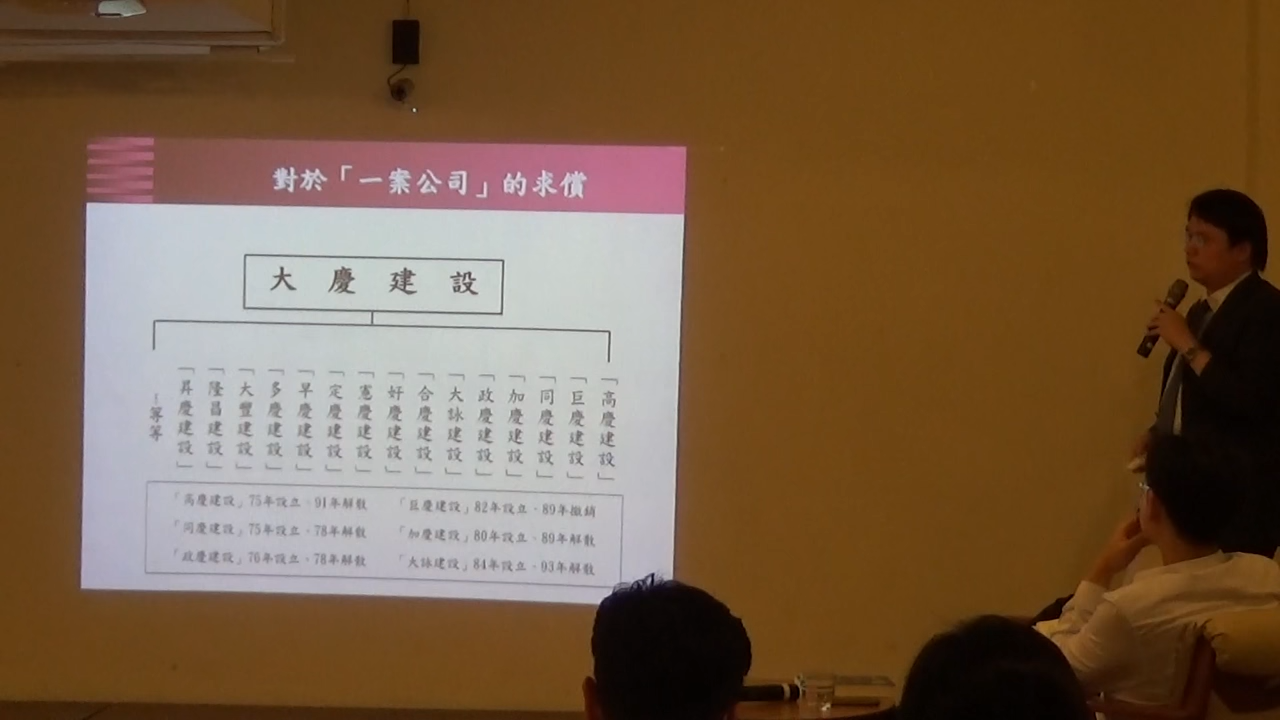 對於「一案公司」的求償
大慶建設
「高慶建設」
「巨慶建設」
「同慶建設」
「加慶建設」
「政慶建設」
「大詠建設」
「合慶建設」
「好慶建設」
「憲慶建設」
「定慶建設」
「早慶建設」
「多慶建設」
「大豐建設」
「隆昌建設」
「昇慶建設」
…等等
「高慶建設」75年設立、91年解散
「巨慶建設」82年設立、89年撤銷
「同慶建設」75年設立、78年解散
「加慶建設」80年設立、89年解散
「政慶建設」76年設立、78年解散
「大詠建設」84年設立、93年解散